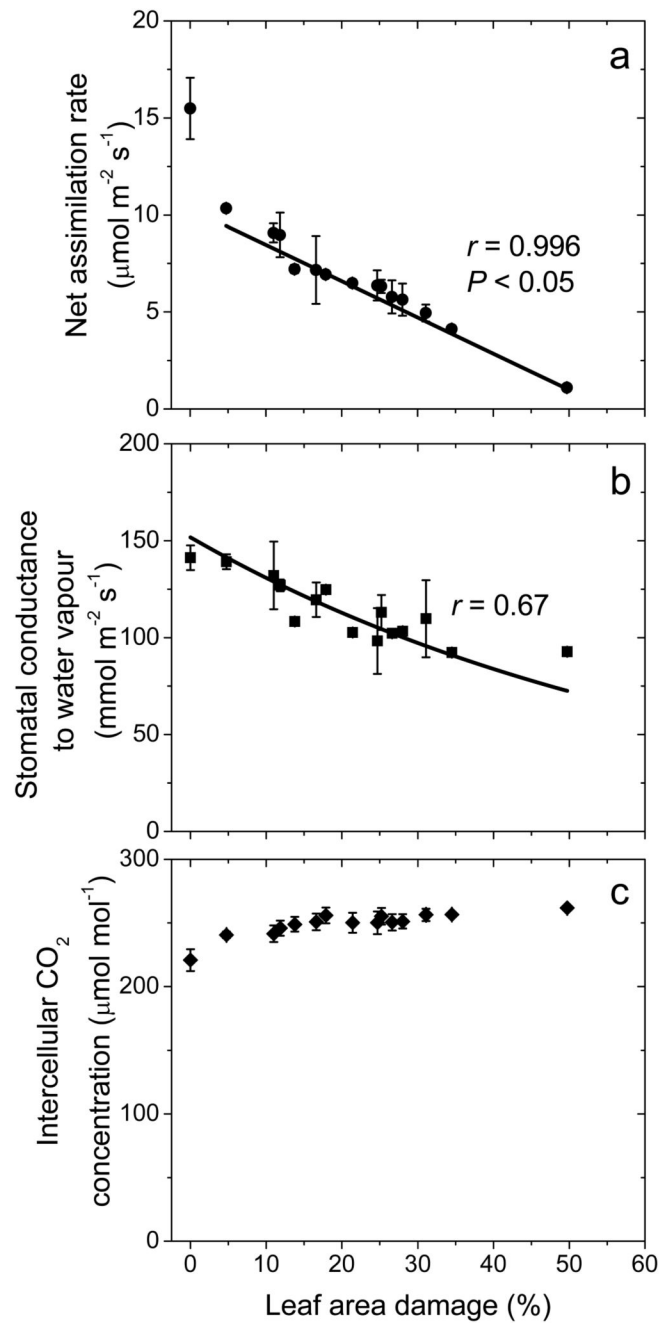 20
15
10
5
0
Net assimilation rate
(μmol m⁻² s⁻¹)
a
r = 0.996
P < 0.05
200
150
100
50
0
Stomatal conductance
to water vapour
(mmol m⁻² s⁻¹)
b
r = 0.67
300
200
100
0
Intercellular CO₂
concentration (μmol mol⁻¹)
c
0 10 20 30 40 50 60
Leaf area damage (%)